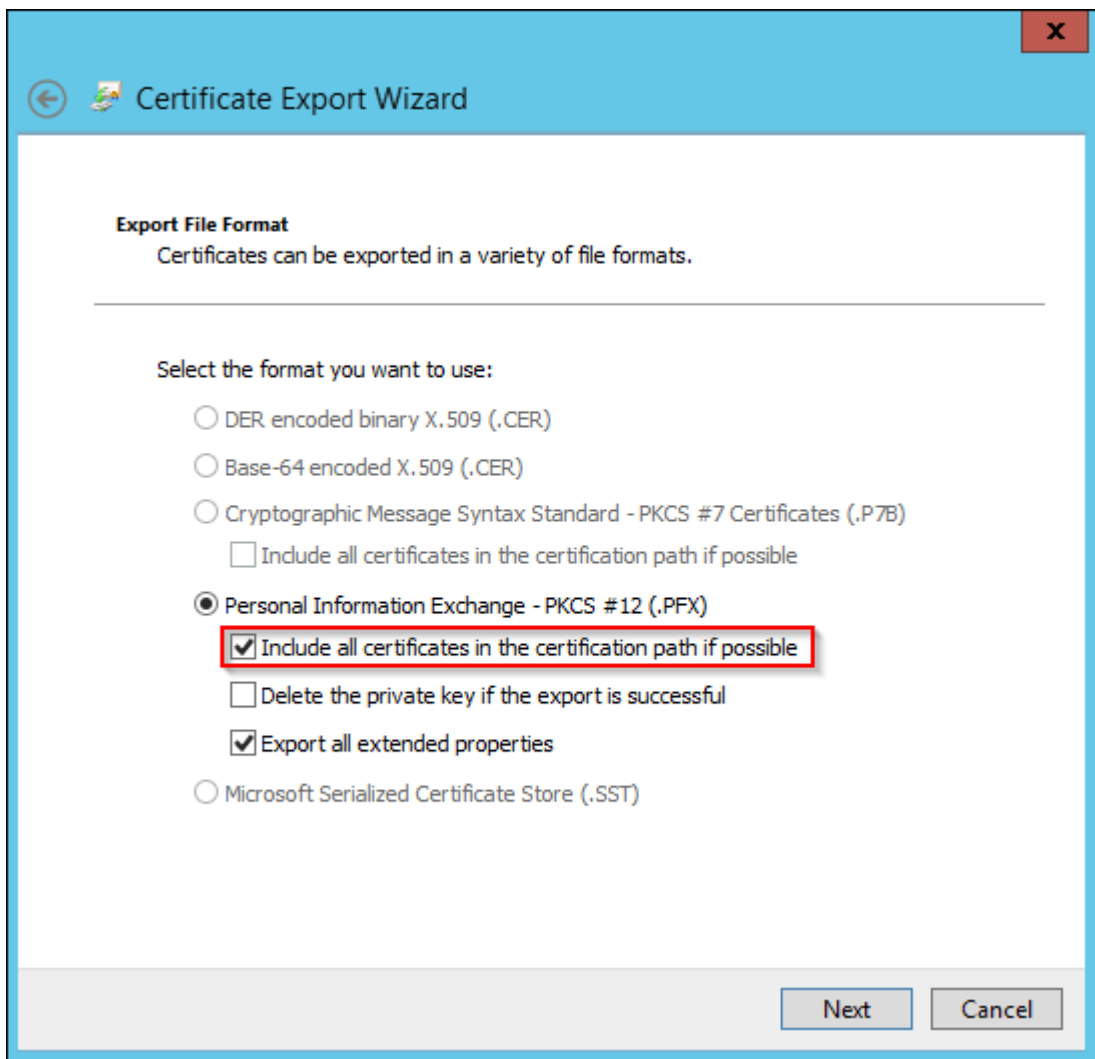 x
Certificate Export Wizard
Export File Format
Certificates can be exported in a variety of file formats.
Select the format you want to use:
DER encoded binary X.509 (.CER)
Base-64 encoded X.509 (.CER)
Cryptographic Message Syntax Standard - PKCS #7 Certificates (.P7B)
Include all certificates in the certification path if possible
Personal Information Exchange - PKCS #12 (.PFX)
Include all certificates in the certification path if possible
Delete the private key if the export is successful
Export all extended properties
Microsoft Serialized Certificate Store (.SST)
Next Cancel